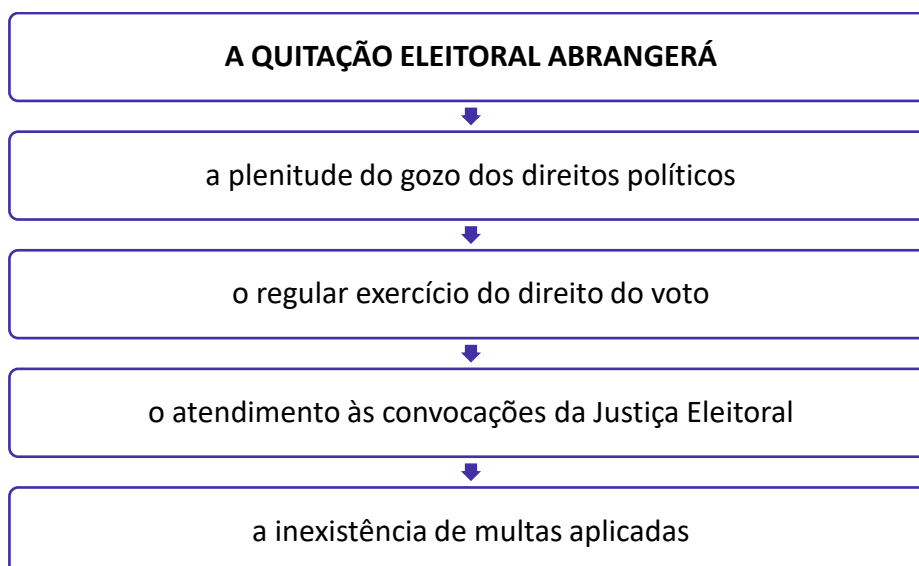 A QUITAÇÃO ELEITORAL ABRANGERÁ
a plenitude do gozo dos direitos políticos
o regular exercício do direito do voto
o atendimento às convocações da Justiça Eleitoral
a inexistência de multas aplicadas